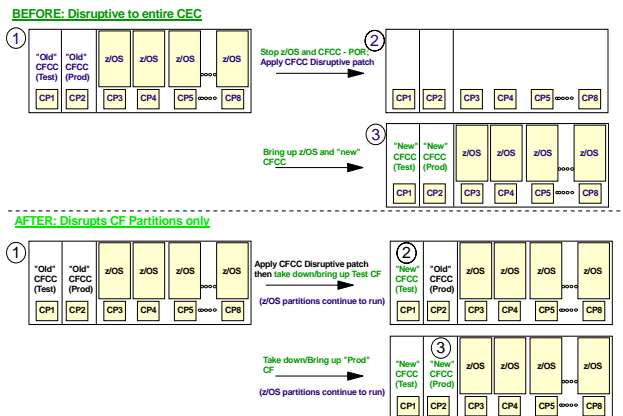 BEFORE: Disruptive to entire CEC
1
"Old" "Old" z/OS z/OS z/OS z/OS
CFCC CFCC
(Test) (Prod)
CP1 CP2 CP3 CP4 CP5 CP8
Stop z/OS and CFCC - POR;
Apply CFCC Disruptive patch
2
CP1 CP2 CP3 CP4 CP5 CP8
Bring up z/OS and "new"
CFCC
3
"New" "New" z/OS z/OS z/OS z/OS
CFCC CFCC
(Test) (Prod)
CP1 CP2 CP3 CP4 CP5 CP8
AFTER: Disrupts CF Partitions only
1
"Old" "Old" z/OS z/OS z/OS z/OS
CFCC CFCC
(Test) (Prod)
CP1 CP2 CP3 CP4 CP5 CP8
Apply CFCC Disruptive patch
then take down/bring up Test CF
(z/OS partitions continue to run)
2
"New" "Old" z/OS z/OS z/OS z/OS
CFCC CFCC
(Test) (Prod)
CP1 CP2 CP3 CP4 CP5 CP8
Take down/Bring up "Prod"
CF
(z/OS partitions continue to run)
3
"New" "New" z/OS z/OS z/OS z/OS
CFCC CFCC
(Test) (Prod)
CP1 CP2 CP3 CP4 CP5 CP8